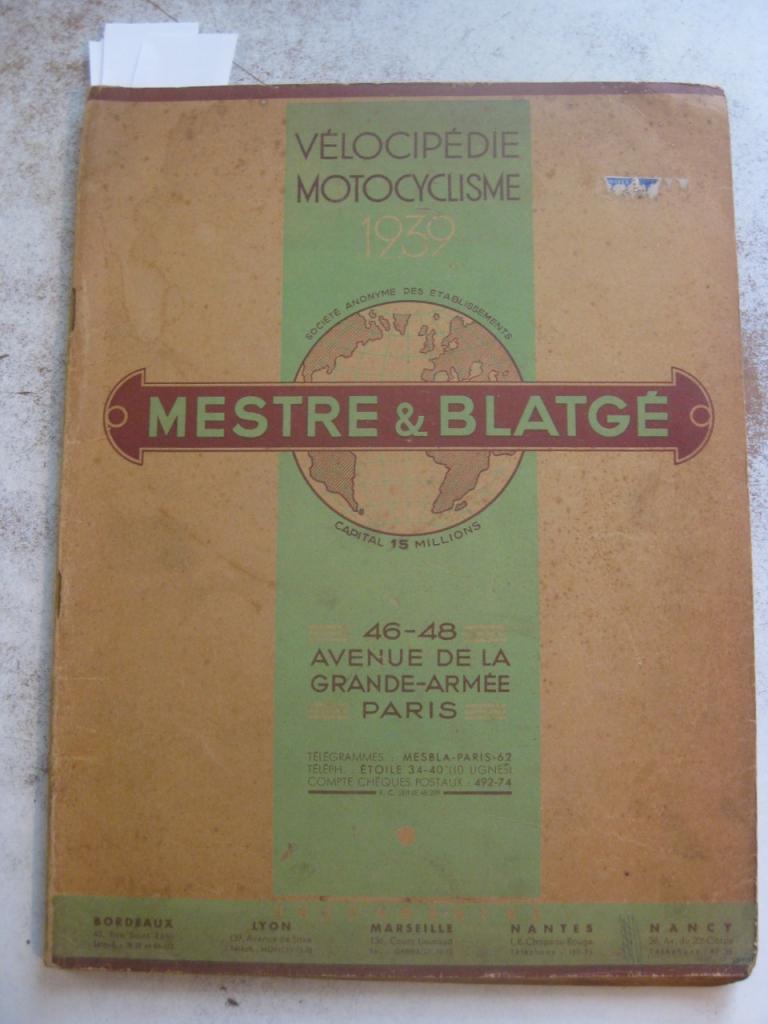 VÉLOCIPÉDIE
MOTOCYCLISME
1939
SOCIÉTÉ ANONYME DES ÉTABLISSEMENTS
MESTRE & BLATGÉ
CAPITAL 15 MILLIONS
46-48
AVENUE DE LA
GRANDE-ARMÉE
PARIS
TÉLÉGRAMMES : MESBLA-PARIS-62
TÉLÉPH. : ÉTOILE 34-40 (10 LIGNES)
COMPTE CHÈQUES POSTAUX : 492-74
BORDEAUX LYON MARSEILLE NANTES NANCY